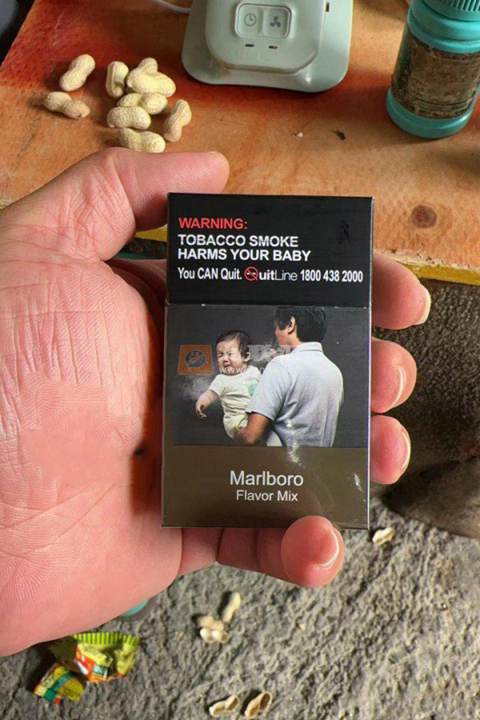 WARNING:
TOBACCO SMOKE
HARMS YOUR BABY
You CAN Quit. QuitLine 1800 438 2000
Marlboro
Flavor Mix